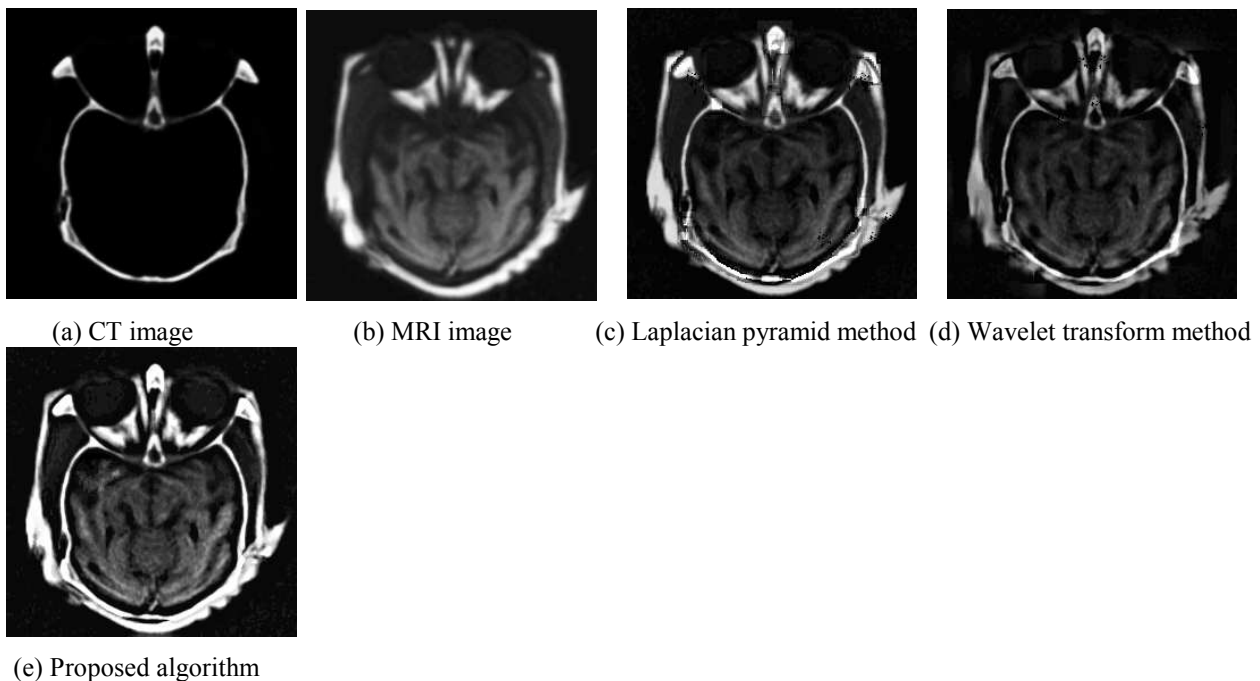 (a) CT image
(b) MRI image
(c) Laplacian pyramid method
(d) Wavelet transform method
(e) Proposed algorithm